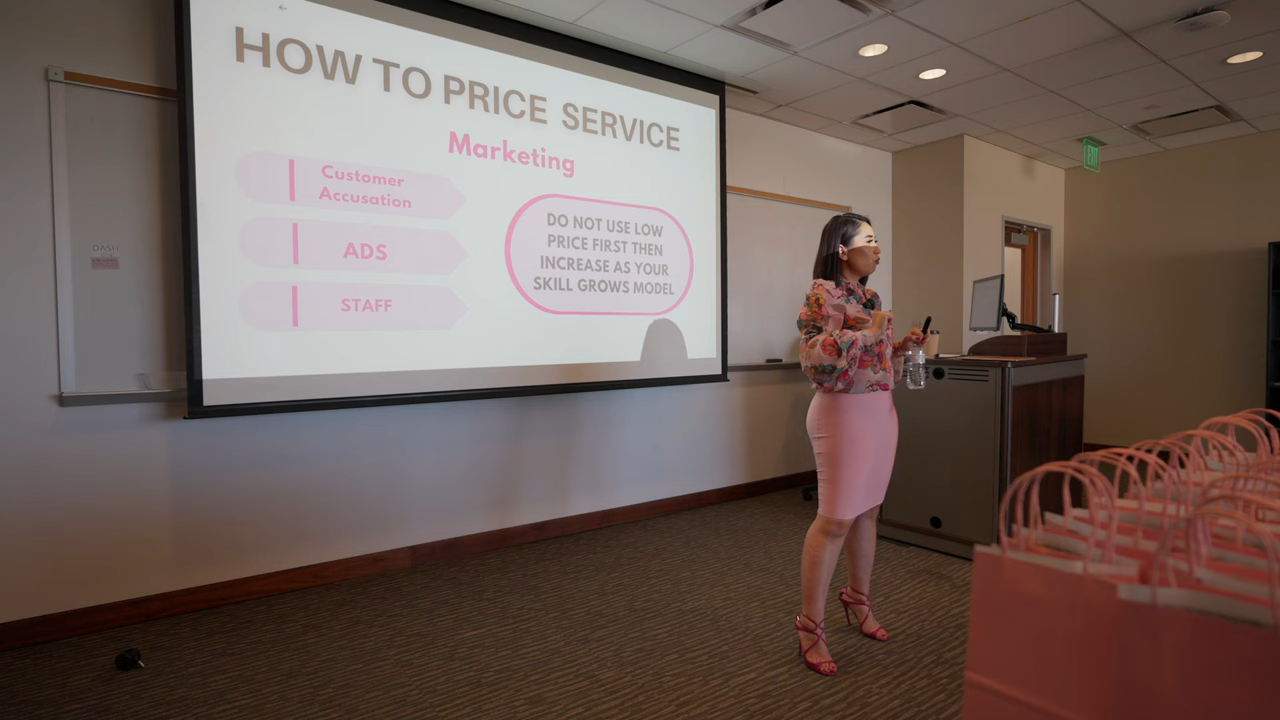 HOW TO PRICE SERVICE
Marketing
Customer
Accusation
ADS
STAFF
DO NOT USE LOW
PRICE FIRST THEN
INCREASE AS YOUR
SKILL GROWS MODEL
EXIT